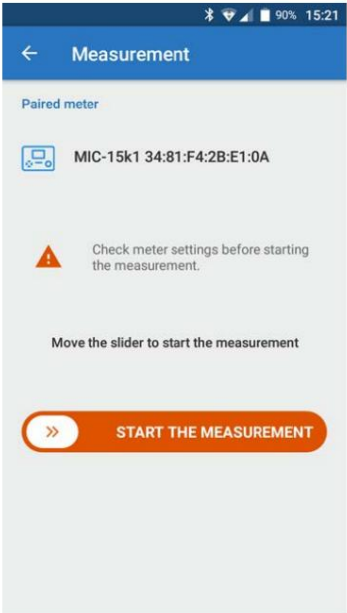 90% 15:21
Measurement
Paired meter
MIC-15k1 34:81:F4:2B:E1:0A
Check meter settings before starting
the measurement.
Move the slider to start the measurement
START THE MEASUREMENT